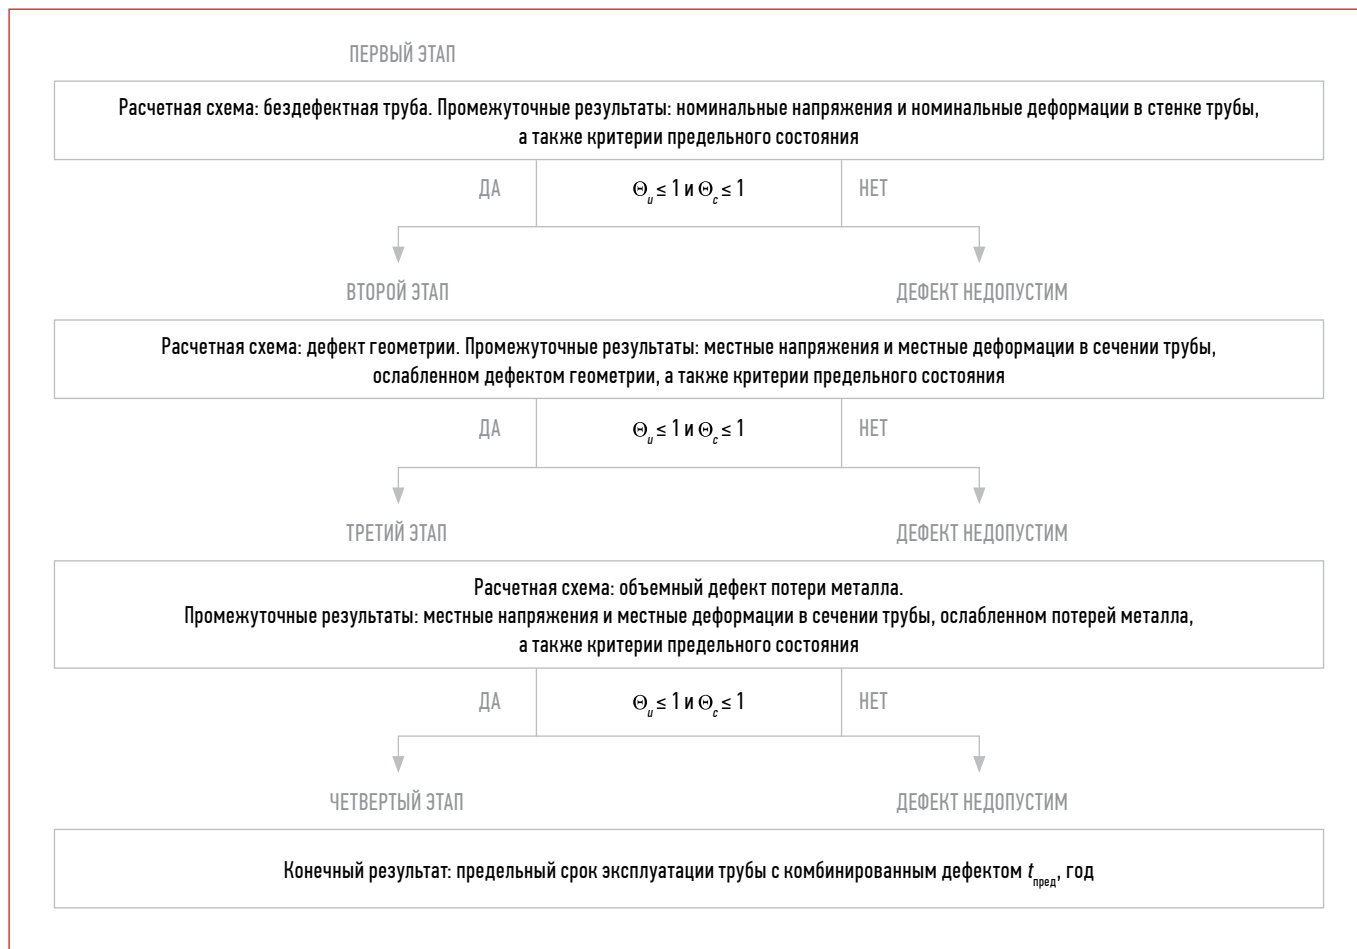 ПЕРВЫЙ ЭТАП
Расчетная схема: бездефектная труба. Промежуточные результаты: номинальные напряжения и номинальные деформации в стенке трубы,
а также критерии предельного состояния
ДА
Θu ≤ 1 и Θc ≤ 1
НЕТ
ВТОРОЙ ЭТАП
ДЕФЕКТ НЕДОПУСТИМ
Расчетная схема: дефект геометрии. Промежуточные результаты: местные напряжения и местные деформации в сечении трубы,
ослабленном дефектом геометрии, а также критерии предельного состояния
ДА
Θu ≤ 1 и Θc ≤ 1
НЕТ
ТРЕТИЙ ЭТАП
ДЕФЕКТ НЕДОПУСТИМ
Расчетная схема: объемный дефект потери металла.
Промежуточные результаты: местные напряжения и местные деформации в сечении трубы, ослабленном потерей металла,
а также критерии предельного состояния
ДА
Θu ≤ 1 и Θc ≤ 1
НЕТ
ЧЕТВЕРТЫЙ ЭТАП
ДЕФЕКТ НЕДОПУСТИМ
Конечный результат: предельный срок эксплуатации трубы с комбинированным дефектом tпред, год